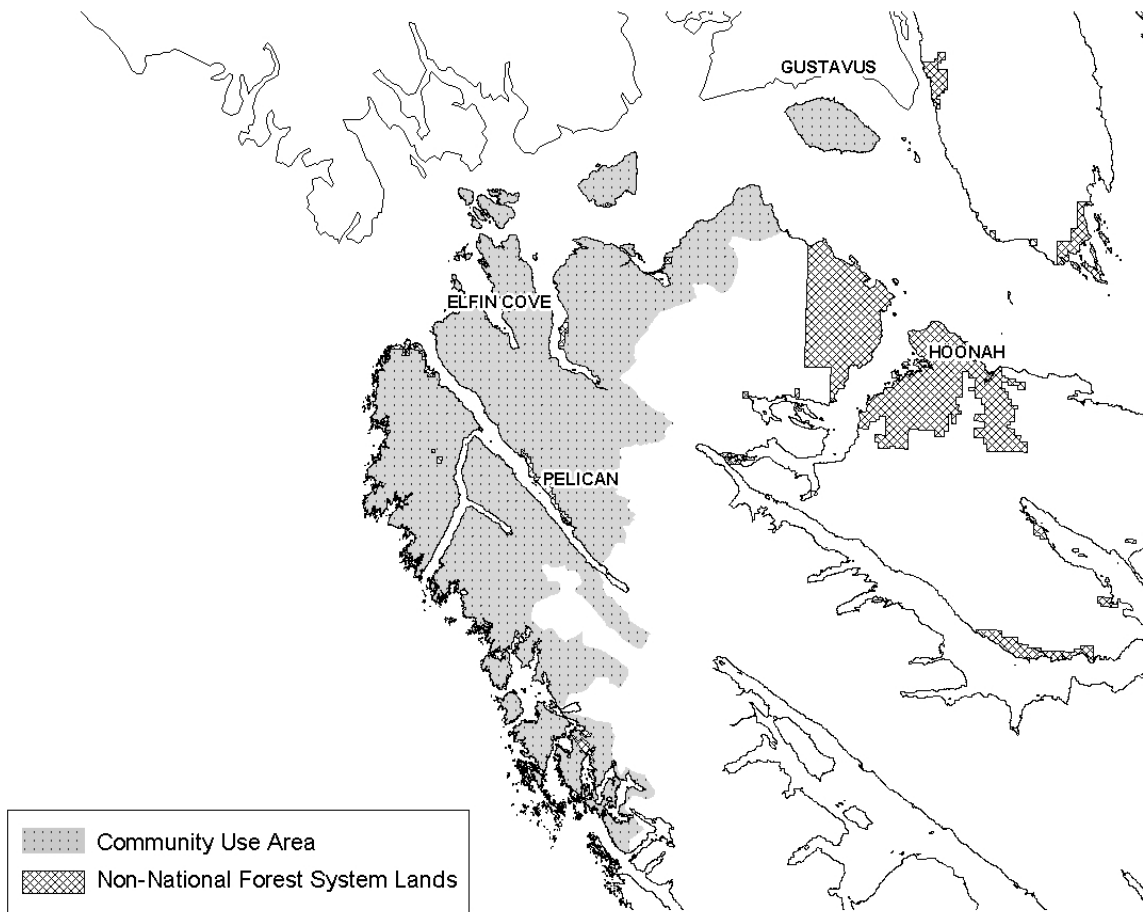 GUSTAVUS
ELFIN COVE
HOONAH
PELICAN
Community Use Area
Non-National Forest System Lands